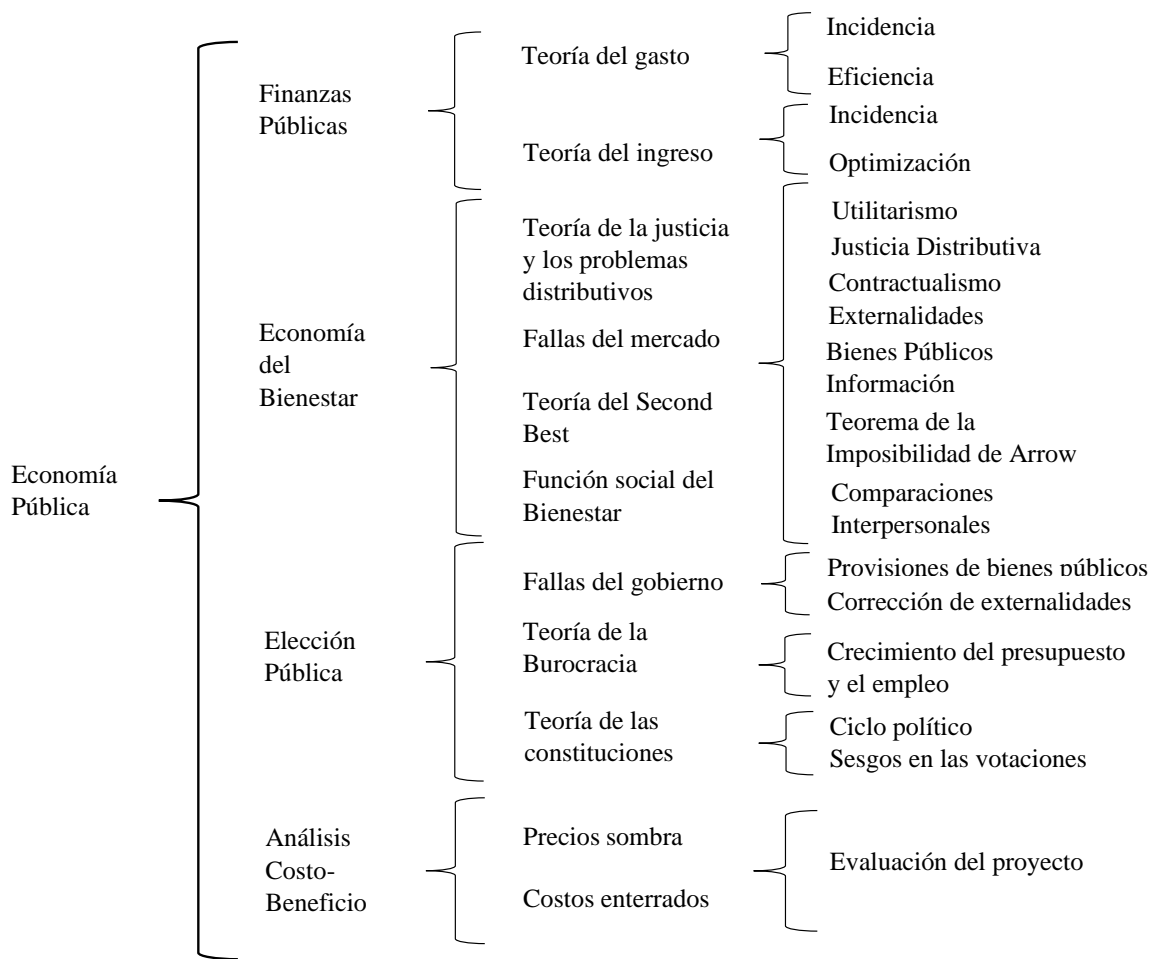 Economía
Pública
Finanzas
Públicas
Teoría del gasto
Incidencia
Eficiencia
Teoría del ingreso
Incidencia
Optimización
Economía
del
Bienestar
Teoría de la justicia
y los problemas
distributivos
Fallas del mercado
Teoría del Second
Best
Función social del
Bienestar
Utilitarismo
Justicia Distributiva
Contractualismo
Externalidades
Bienes Públicos
Información
Teorema de la
Imposibilidad de Arrow
Comparaciones
Interpersonales
Elección
Pública
Fallas del gobierno
Provisiones de bienes públicos
Corrección de externalidades
Teoría de la
Burocracia
Crecimiento del presupuesto
y el empleo
Teoría de las
constituciones
Ciclo político
Sesgos en las votaciones
Análisis
Costo-
Beneficio
Precios sombra
Costos enterrados
Evaluación del proyecto